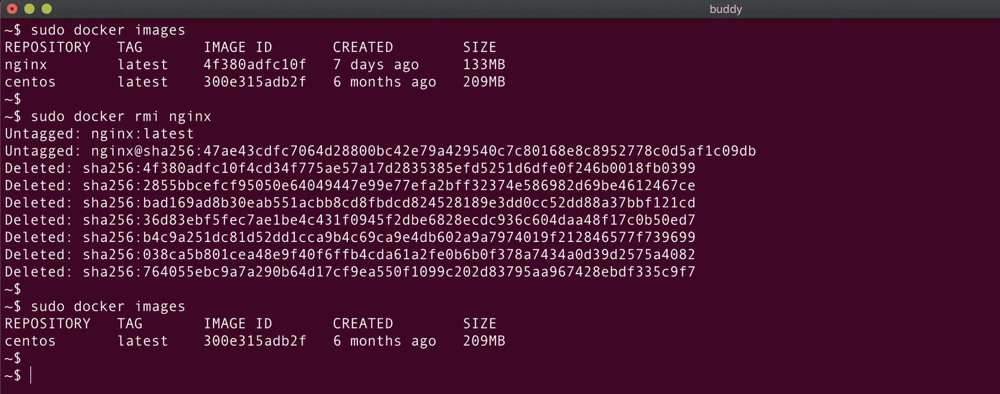 buddy
~$ sudo docker images
REPOSITORY   TAG       IMAGE ID       CREATED        SIZE
nginx        latest    4f380adfc10f   7 days ago     133MB
centos       latest    300e315adb2f   6 months ago   209MB
~$
~$ sudo docker rmi nginx
Untagged: nginx:latest
Untagged: nginx@sha256:47ae43cdfc7064d28800bc42e79a429540c7c80168e8c8952778c0d5af1c09db
Deleted: sha256:4f380adfc10f4cd34f775ae57a17d2835385efd5251d6dfe0f246b0018fb0399
Deleted: sha256:2855bbcefcf95050e64049447e99e77efa2bff32374e586982d69be4612467ce
Deleted: sha256:bad169ad8b30eab551acbb8cd8fbdcd824528189e3dd0cc52dd88a37bbf121cd
Deleted: sha256:36d83ebf5fec7ae1be4c431f0945f2dbe6828ecdc936c604daa48f17c0b50ed7
Deleted: sha256:b4c9a251dc81d52dd1cca9b4c69ca9e4db602a9a7974019f212846577f739699
Deleted: sha256:038ca5b801cea48e9f40f6ffb4cda61a2fe0b6b0f378a7434a0d39d2575a4082
Deleted: sha256:764055ebc9a7a290b64d17cf9ea550f1099c202d83795aa967428ebdf335c9f7
~$
~$ sudo docker images
REPOSITORY   TAG       IMAGE ID       CREATED        SIZE
centos       latest    300e315adb2f   6 months ago   209MB
~$
~$